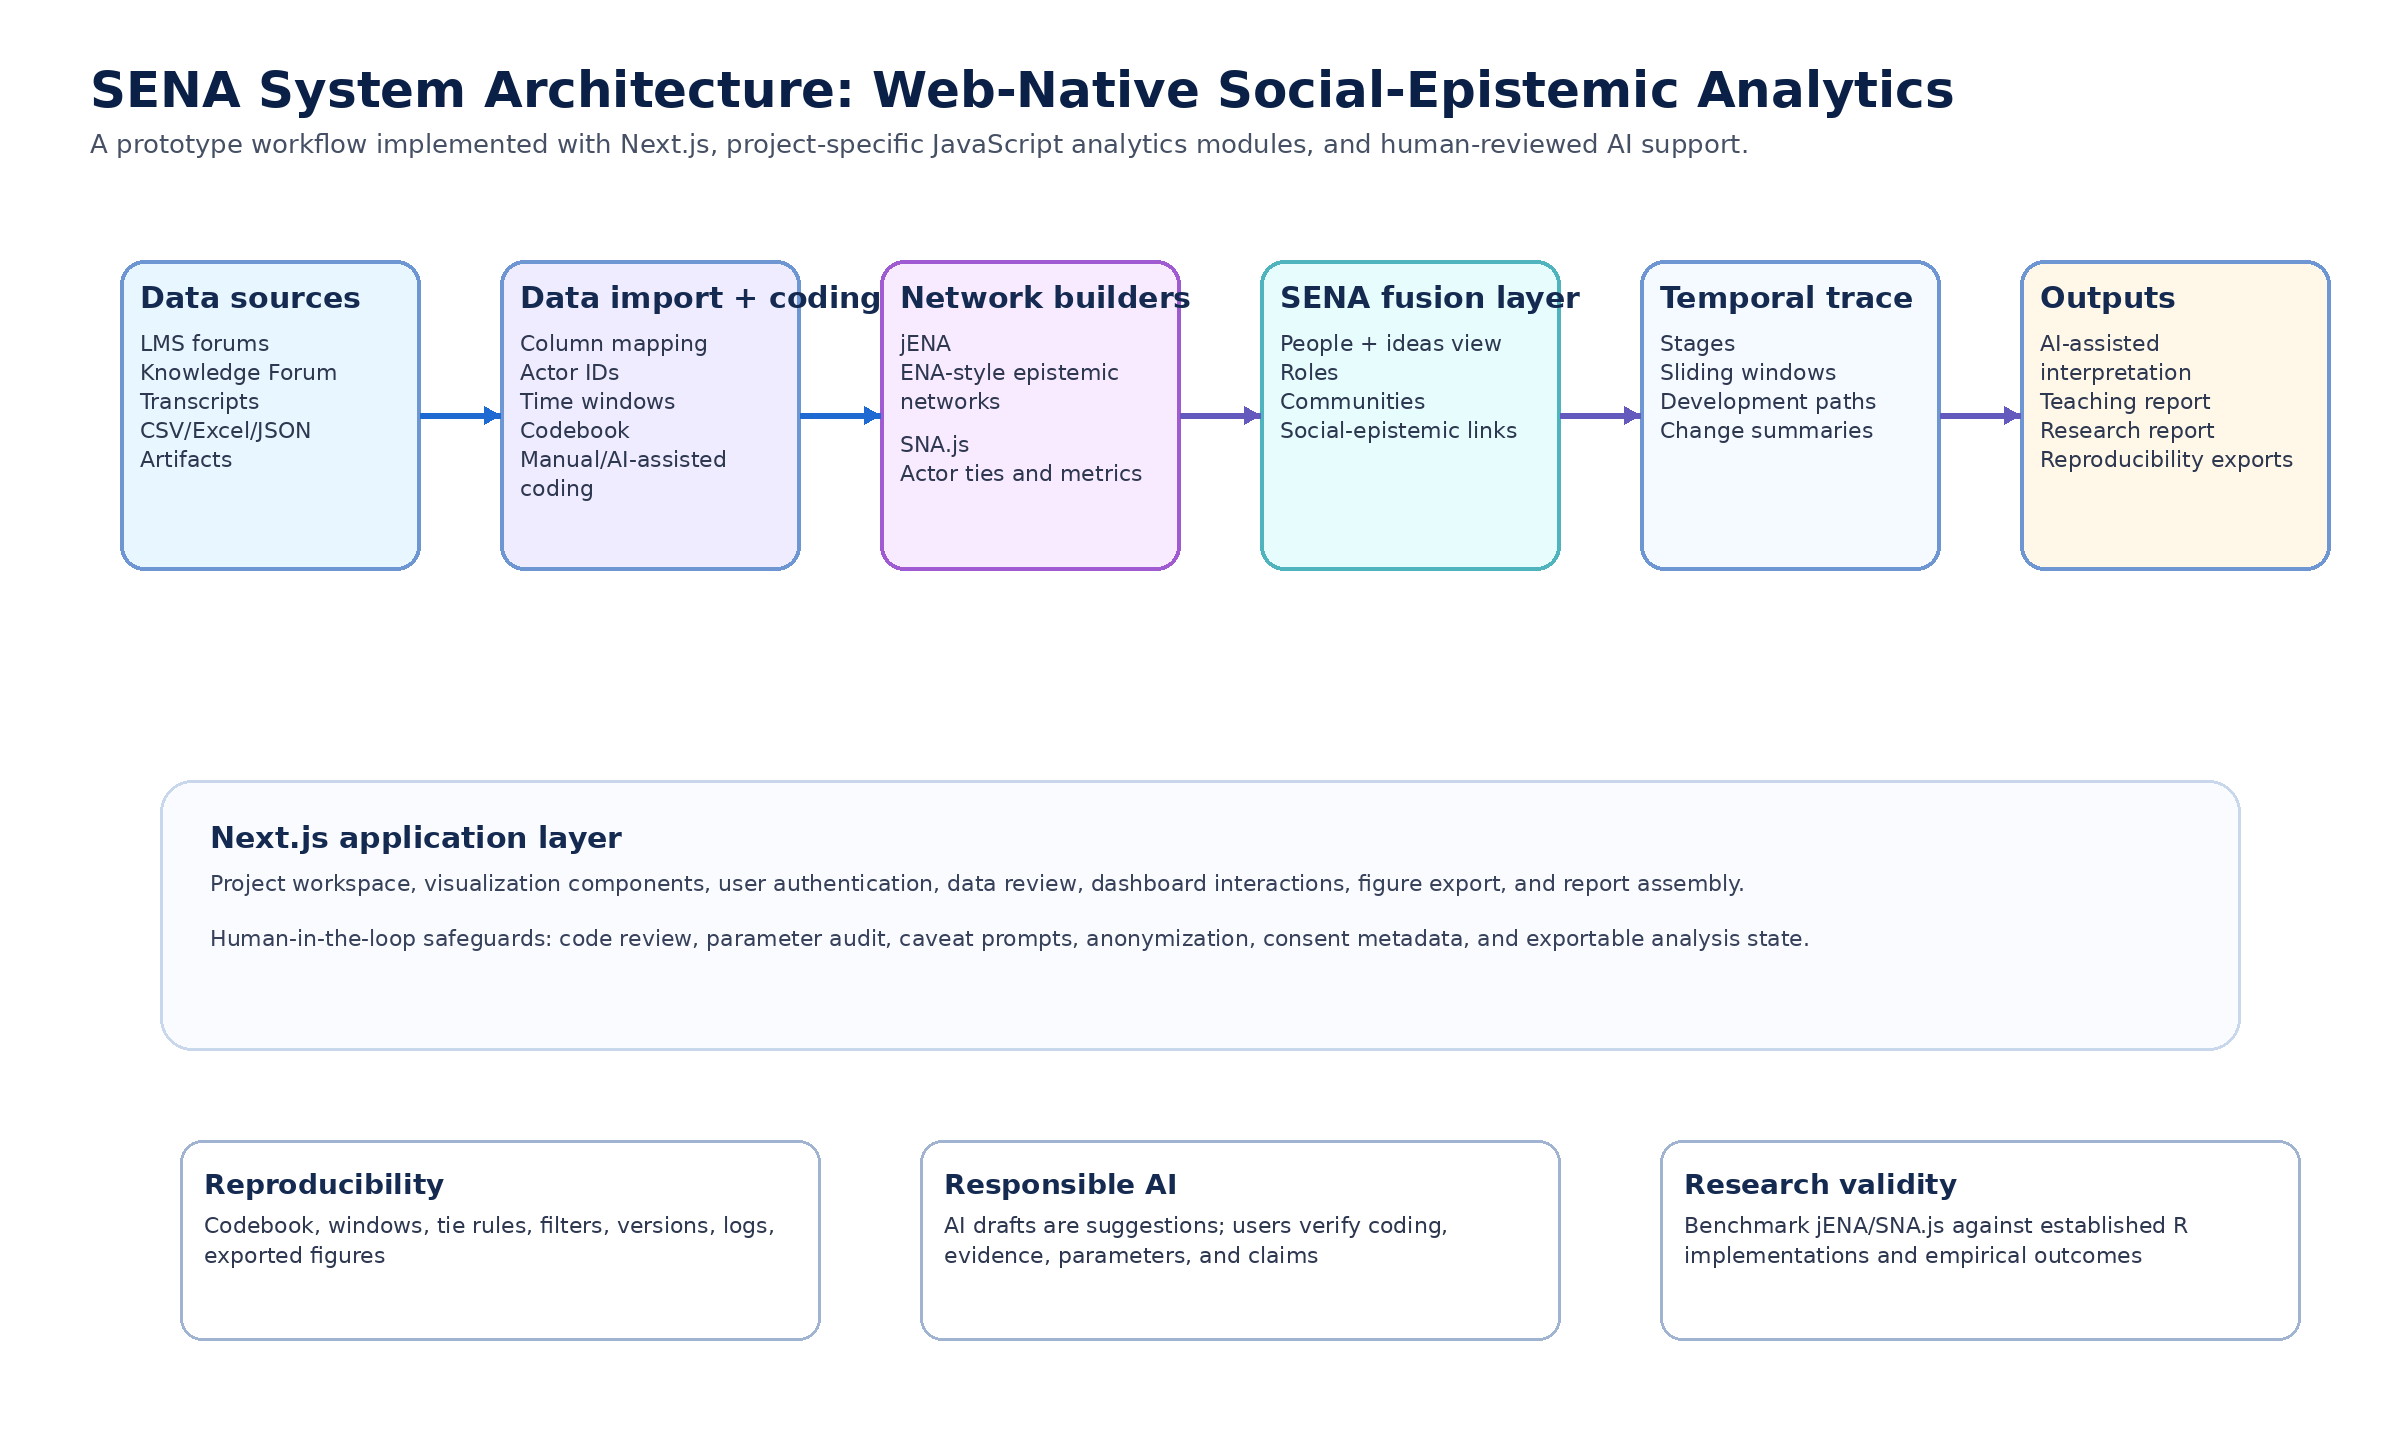 SENA System Architecture: Web-Native Social-Epistemic Analytics
A prototype workflow implemented with Next.js, project-specific JavaScript analytics modules, and human-reviewed AI support.
Data sources
LMS forums
Knowledge Forum
Transcripts
CSV/Excel/JSON
Artifacts
Data import + coding
Column mapping
Actor IDs
Time windows
Codebook
Manual/AI-assisted
coding
Network builders
jENA
ENA-style epistemic
networks
SNA.js
Actor ties and metrics
SENA fusion layer
People + ideas view
Roles
Communities
Social-epistemic links
Temporal trace
Stages
Sliding windows
Development paths
Change summaries
Outputs
AI-assisted
interpretation
Teaching report
Research report
Reproducibility exports
Next.js application layer
Project workspace, visualization components, user authentication, data review, dashboard interactions, figure export, and report assembly.
Human-in-the-loop safeguards: code review, parameter audit, caveat prompts, anonymization, consent metadata, and exportable analysis state.
Reproducibility
Codebook, windows, tie rules, filters, versions, logs,
exported figures
Responsible AI
AI drafts are suggestions; users verify coding,
evidence, parameters, and claims
Research validity
Benchmark jENA/SNA.js against established R
implementations and empirical outcomes